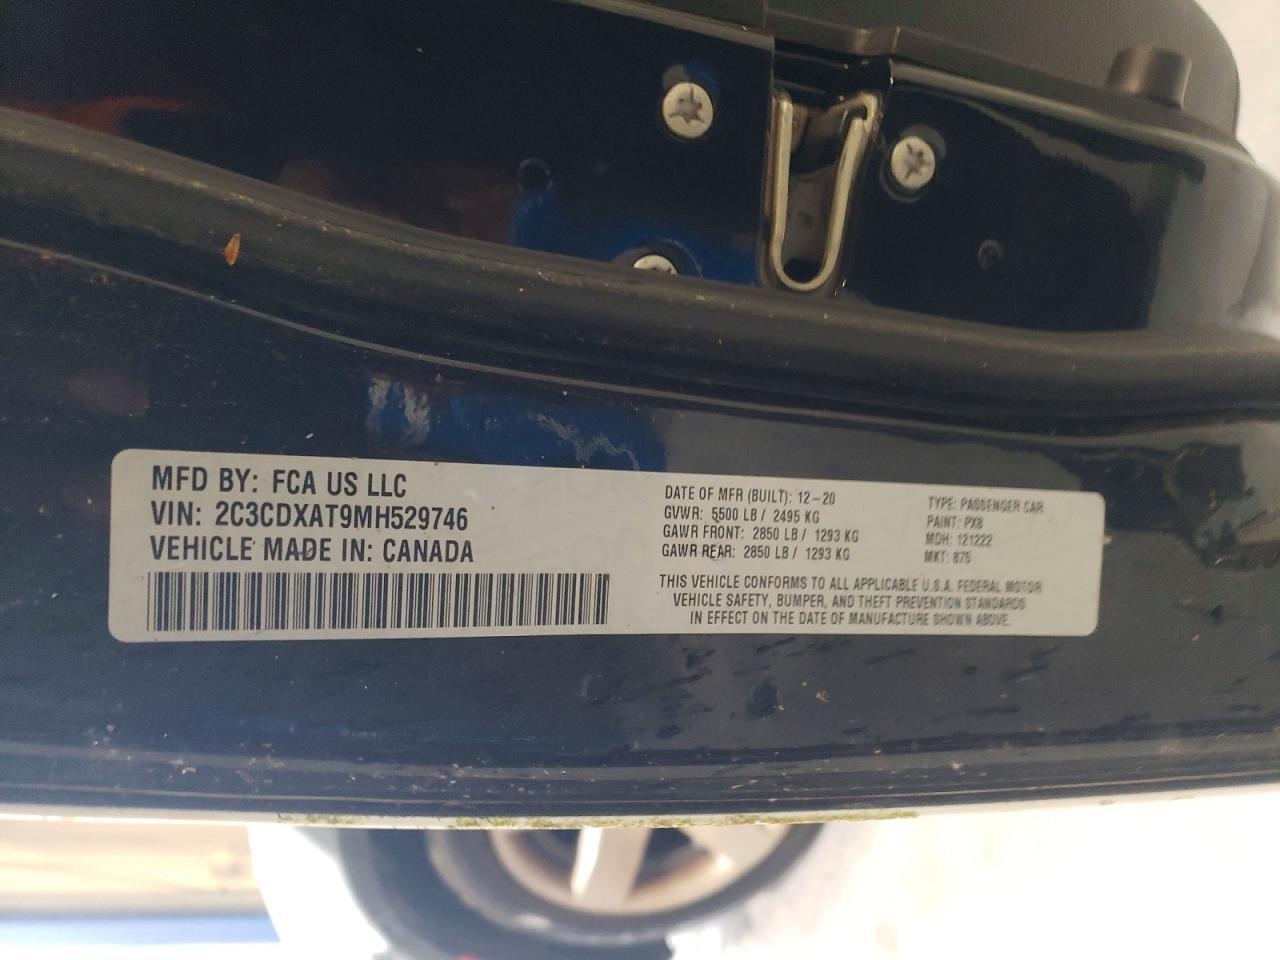 MFD BY: FCA US LLC
VIN: 2C3CDXAT9MH529746
VEHICLE MADE IN: CANADA
DATE OF MFR (BUILT): 12-20
GVWR: 5500 LB / 2495 KG
GAWR FRONT: 2850 LB / 1293 KG
GAWR REAR: 2850 LB / 1293 KG
TYPE: PASSENGER CAR
PAINT: PX8
MDH: 121222
MKT: 875
THIS VEHICLE CONFORMS TO ALL APPLICABLE U.S.A. FEDERAL MOTOR
VEHICLE SAFETY, BUMPER, AND THEFT PREVENTION STANDARDS
IN EFFECT ON THE DATE OF MANUFACTURE SHOWN ABOVE.